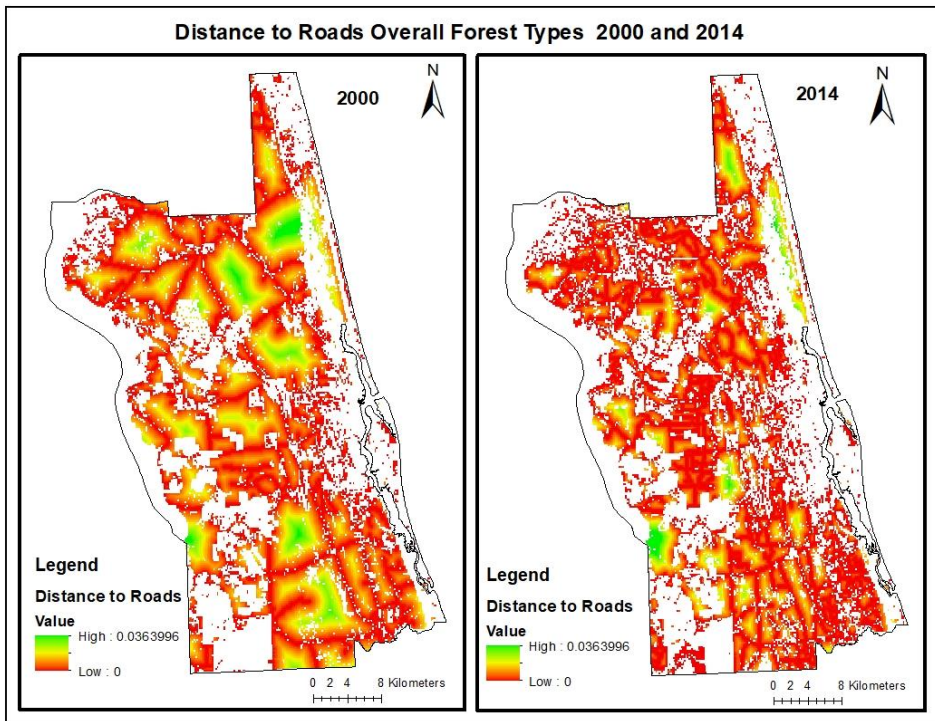 Distance to Roads Overall Forest Types 2000 and 2014
2000
N
Legend
Distance to Roads
Value
High : 0.0363996
Low : 0
0 2 4 8 Kilometers
2014
N
Legend
Distance to Roads
Value
High : 0.0363996
Low : 0
0 2 4 8 Kilometers